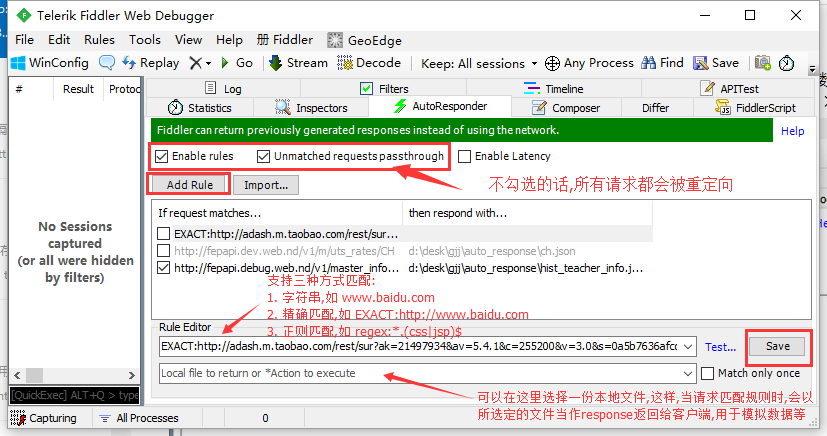 Telerik Fiddler Web Debugger
File Edit Rules Tools View Help 册 Fiddler GeoEdge
WinConfig Replay Go Stream Decode Keep: All sessions Any Process Find Save
# Result Protoc
Log Filters Timeline APITest
Statistics Inspectors AutoResponder Composer Differ FiddlerScript
Fiddler can return previously generated responses instead of using the network.
Help
Enable rules Unmatched requests passthrough Enable Latency
Add Rule Import...
不勾选的话,所有请求都会被重定向
If request matches... then respond with...
EXACT:http://adash.m.taobao.com/rest/sur...
http://fepapi.dev.web.nd/v1/m/uts_rates/CH d:\desk\gjj\auto_response\ch.json
http://fepapi.debug.web.nd/v1/master_info... d:\desk\gjj\auto_response\hist_teacher_info.j...
No Sessions
captured
(or all were hidden
by filters)
支持三种方式匹配:
1. 字符串,如 www.baidu.com
2. 精确匹配,如 EXACT:http://www.baidu.com
3. 正则匹配,如 regex:*.(css|jsp)$
Rule Editor
EXACT:http://adash.m.taobao.com/rest/sur?ak=21497934&av=5.4.1&c=255200&v=3.0&s=0a5b7636afcc
Test...
Save
Local file to return or *Action to execute
Match only once
可以在这里选择一份本地文件,这样,当请求匹配规则时,会以
所选定的文件当作response返回给客户端,用于模拟数据等
[QuickExec] ALT+Q > type
Capturing All Processes 0